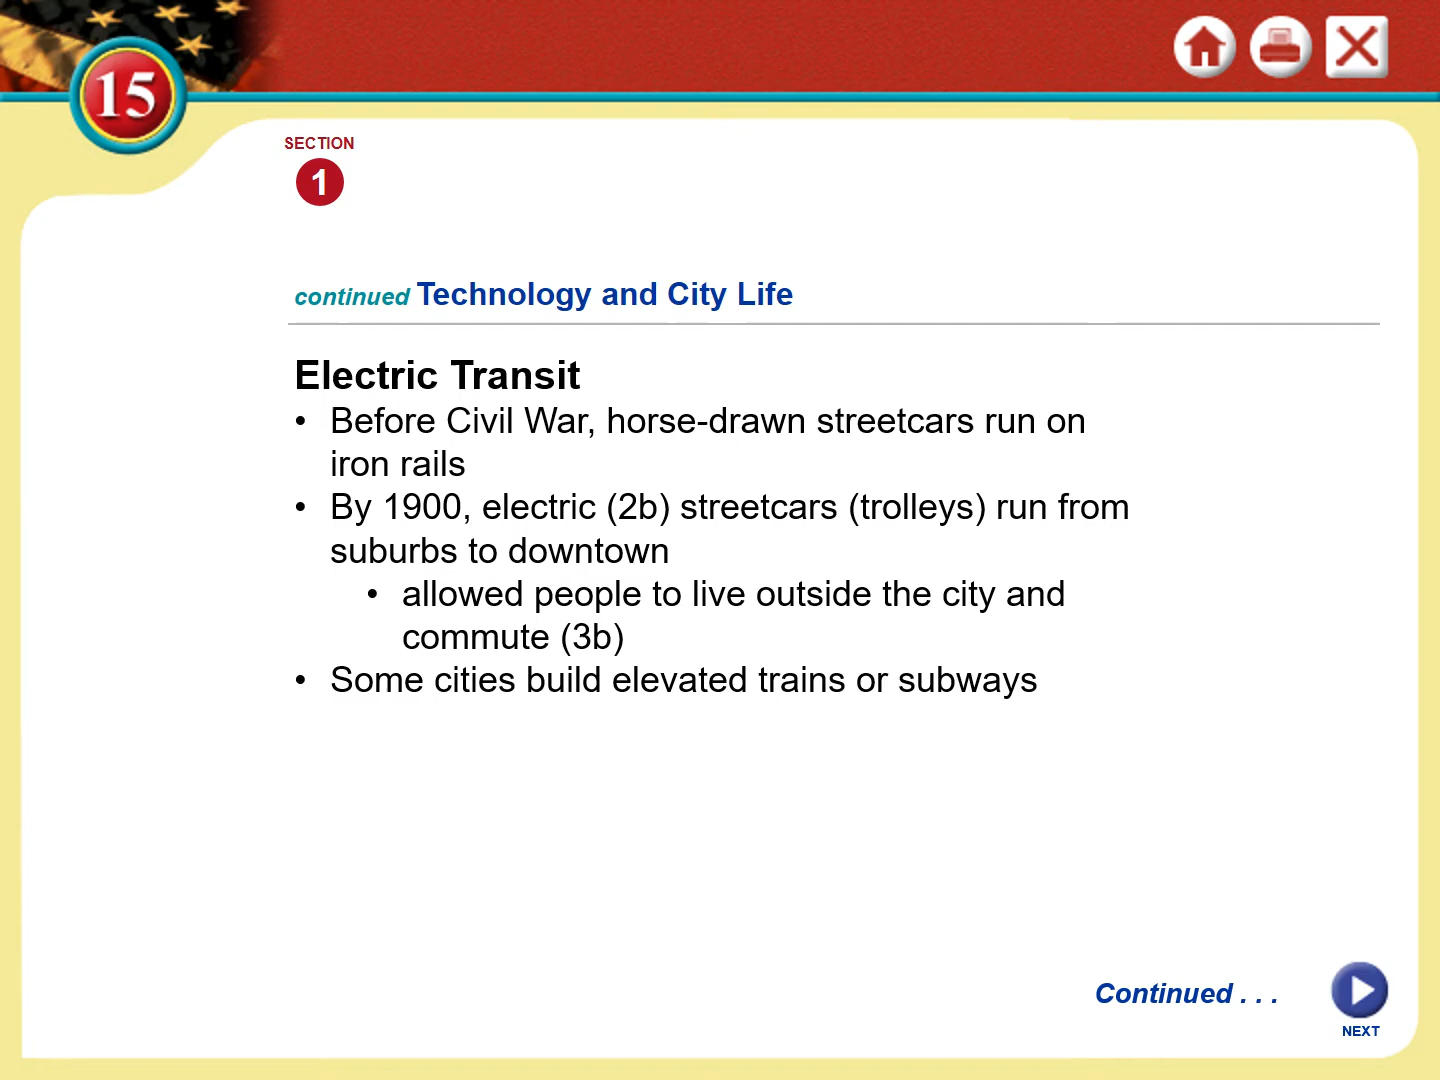 15
SECTION
1
continued Technology and City Life
Electric Transit
• Before Civil War, horse-drawn streetcars run on
iron rails
• By 1900, electric (2b) streetcars (trolleys) run from
suburbs to downtown
• allowed people to live outside the city and
commute (3b)
• Some cities build elevated trains or subways
Continued . . .
NEXT